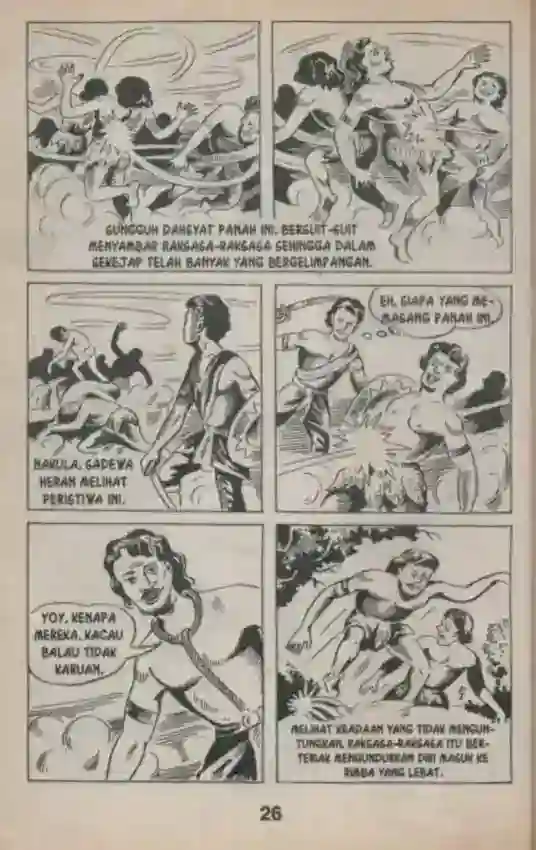 SUNGGUH DAHSYAT PANAH INI. BERSUIT-SUIT
MENYAMBAR RAKSASA-RAKSASA SEHINGGA DALAM
SEKEJAP TELAH BANYAK YANG BERGELIMPANGAN.
NAKULA, SADEWA
HERAN MELIHAT
PERISTIWA INI.
EH, SIAPA YANG ME-
MASANG PANAH INI.
YOY, KENAPA
MEREKA, KACAU
BALAU TIDAK
KARUAN.
MELIHAT KEADAAN YANG TIDAK MENGUN-
TUNGKAN, RAKSASA-RAKSASA ITU BER-
TERIAK MENGUNDURKAN DIRI MASUK KE
RIMBA YANG LEBAT.
26